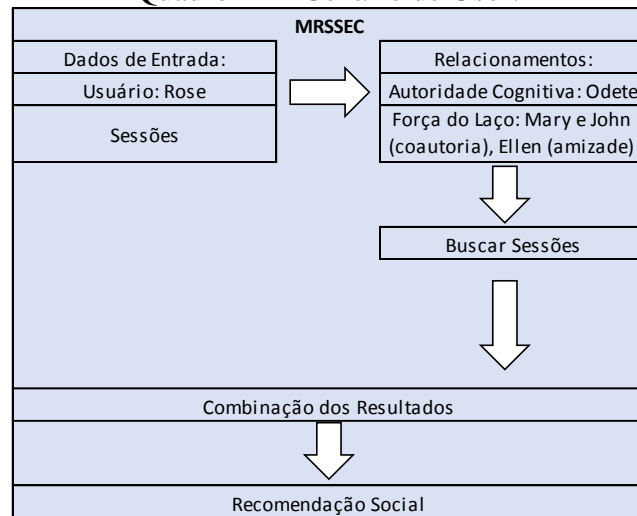 MRSSEC
Dados de Entrada:
Usuário: Rose
Sessões
Relacionamentos:
Autoridade Cognitiva: Odete
Força do Laço: Mary e John
(coautoria), Ellen (amizade)
Buscar Sessões
Combinação dos Resultados
Recomendação Social